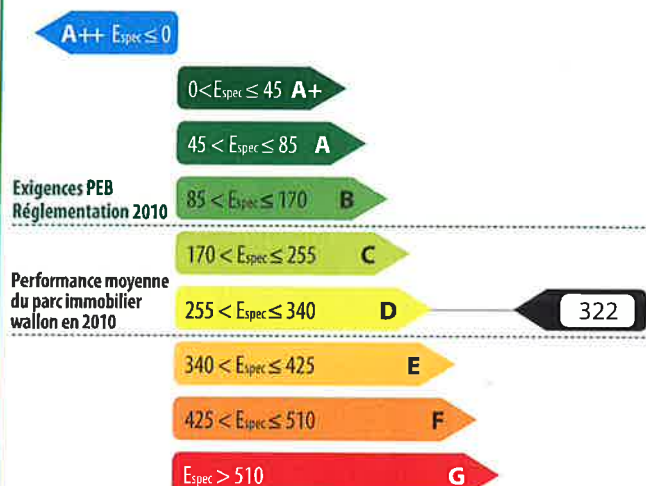 A++ Espec ≤ 0
0 < Espec ≤ 45 A+
45 < Espec ≤ 85 A
Exigences PEB
Réglementation 2010
85 < Espec ≤ 170 B
170 < Espec ≤ 255 C
Performance moyenne
du parc immobilier
wallon en 2010
255 < Espec ≤ 340 D
322
340 < Espec ≤ 425 E
425 < Espec ≤ 510 F
Espec > 510 G